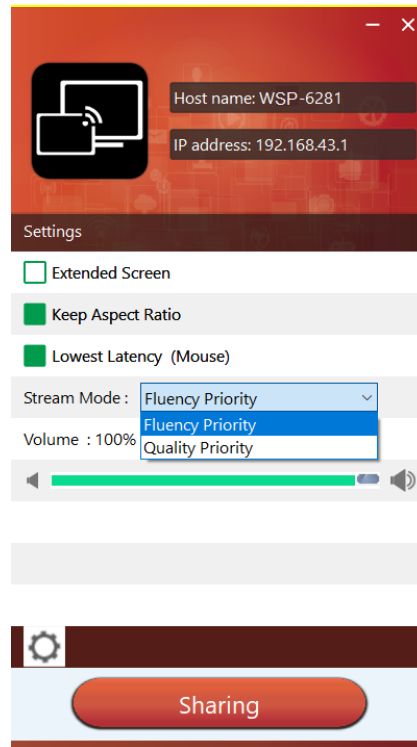 Host name: WSP-6281
IP address: 192.168.43.1
Settings
Extended Screen
Keep Aspect Ratio
Lowest Latency (Mouse)
Stream Mode : Fluency Priority
Fluency Priority
Volume : 100%
Quality Priority
Sharing